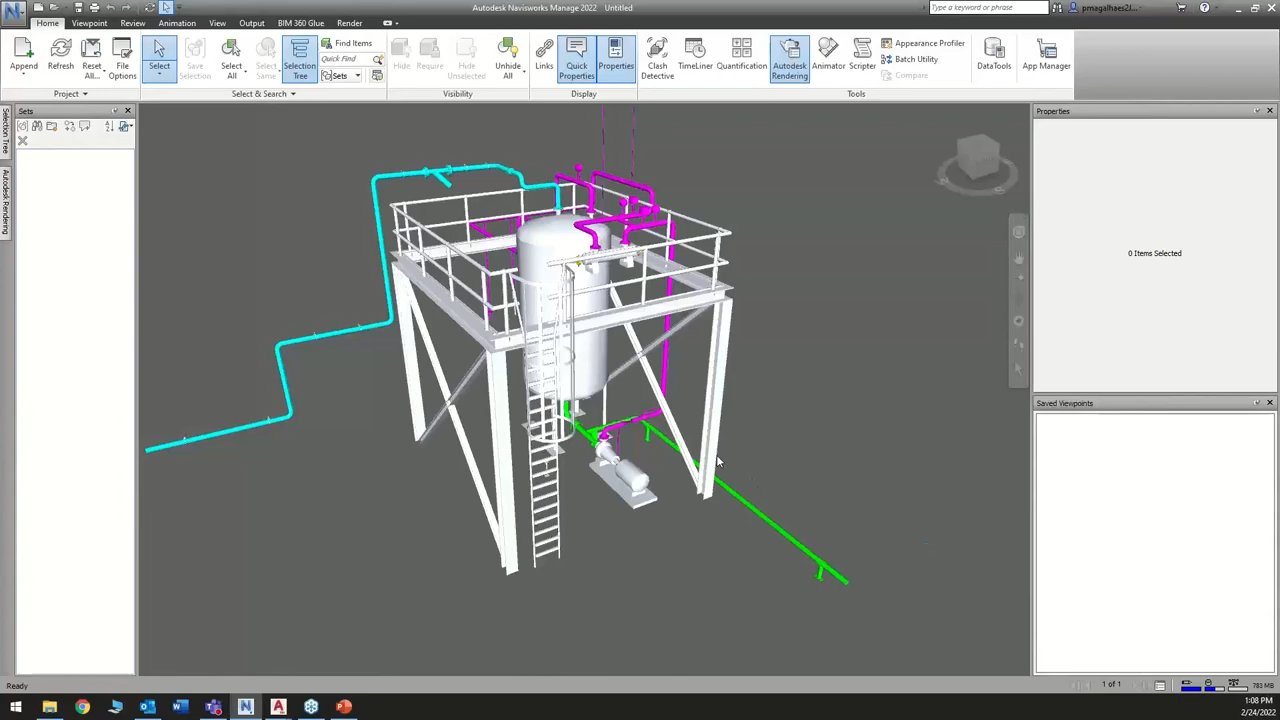 Autodesk Navisworks Manage 2022 Untitled
Type a keyword or phrase
pmagalhaes2J...
Home Viewpoint Review Animation View Output BIM 360 Glue Render
Append
Refresh
Reset All...
File Options
Select
Save Selection
Select All
Select Same
Selection Tree
Find Items
Quick Find
Sets
Hide
Require
Hide Unselected
Unhide All
Links
Quick Properties
Properties
Clash Detective
TimeLiner
Quantification
Autodesk Rendering
Animator
Scripter
Appearance Profiler
Batch Utility
Compare
DataTools
App Manager
Project
Select & Search
Visibility
Display
Tools
Selection Tree
Autodesk Rendering
Sets
Properties
0 Items Selected
Saved Viewpoints
Ready
1 of 1
783 MB
1:08 PM
2/24/2022